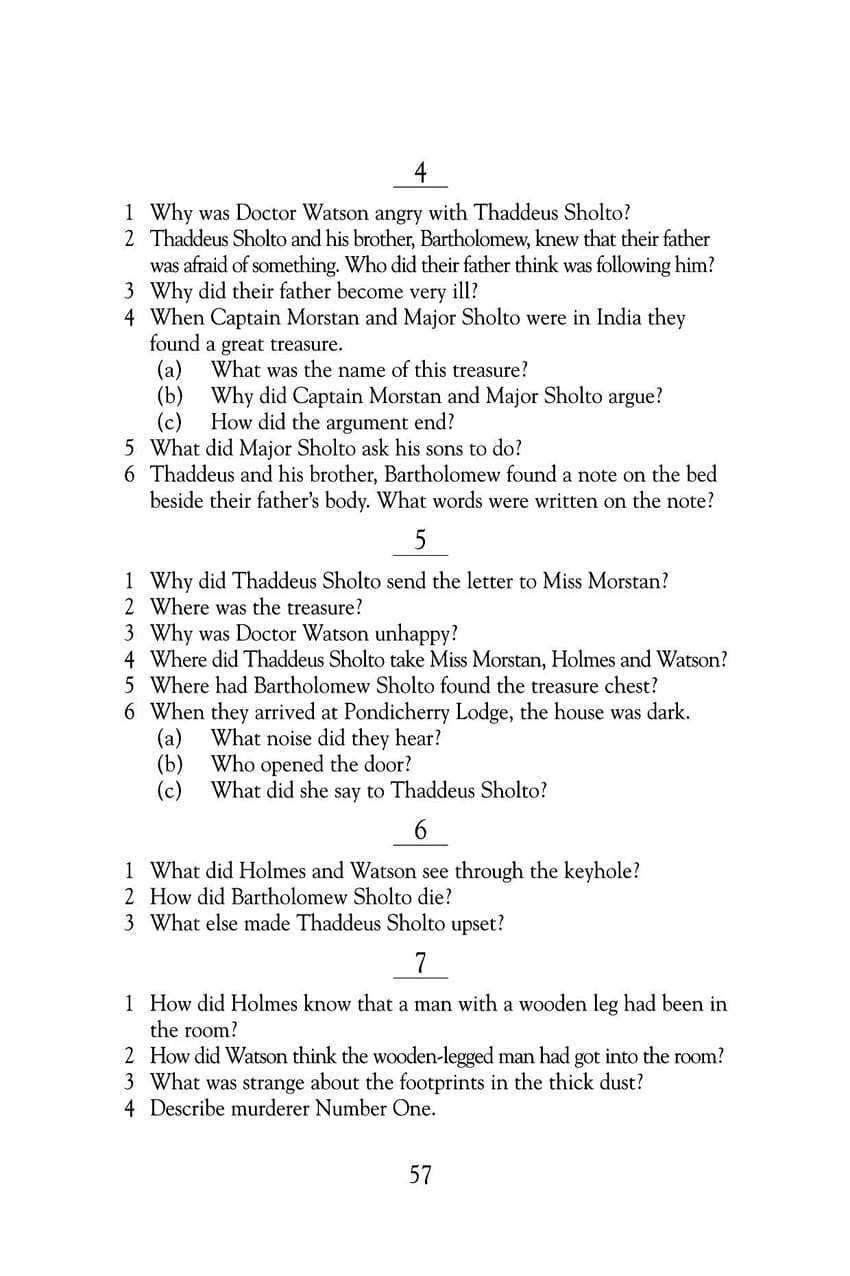 4
1 Why was Doctor Watson angry with Thaddeus Sholto?
2 Thaddeus Sholto and his brother, Bartholomew, knew that their father
was afraid of something. Who did their father think was following him?
3 Why did their father become very ill?
4 When Captain Morstan and Major Sholto were in India they
found a great treasure.
(a) What was the name of this treasure?
(b) Why did Captain Morstan and Major Sholto argue?
(c) How did the argument end?
5 What did Major Sholto ask his sons to do?
6 Thaddeus and his brother, Bartholomew found a note on the bed
beside their father’s body. What words were written on the note?
5
1 Why did Thaddeus Sholto send the letter to Miss Morstan?
2 Where was the treasure?
3 Why was Doctor Watson unhappy?
4 Where did Thaddeus Sholto take Miss Morstan, Holmes and Watson?
5 Where had Bartholomew Sholto found the treasure chest?
6 When they arrived at Pondicherry Lodge, the house was dark.
(a) What noise did they hear?
(b) Who opened the door?
(c) What did she say to Thaddeus Sholto?
6
1 What did Holmes and Watson see through the keyhole?
2 How did Bartholomew Sholto die?
3 What else made Thaddeus Sholto upset?
7
1 How did Holmes know that a man with a wooden leg had been in
the room?
2 How did Watson think the wooden-legged man had got into the room?
3 What was strange about the footprints in the thick dust?
4 Describe murderer Number One.
57